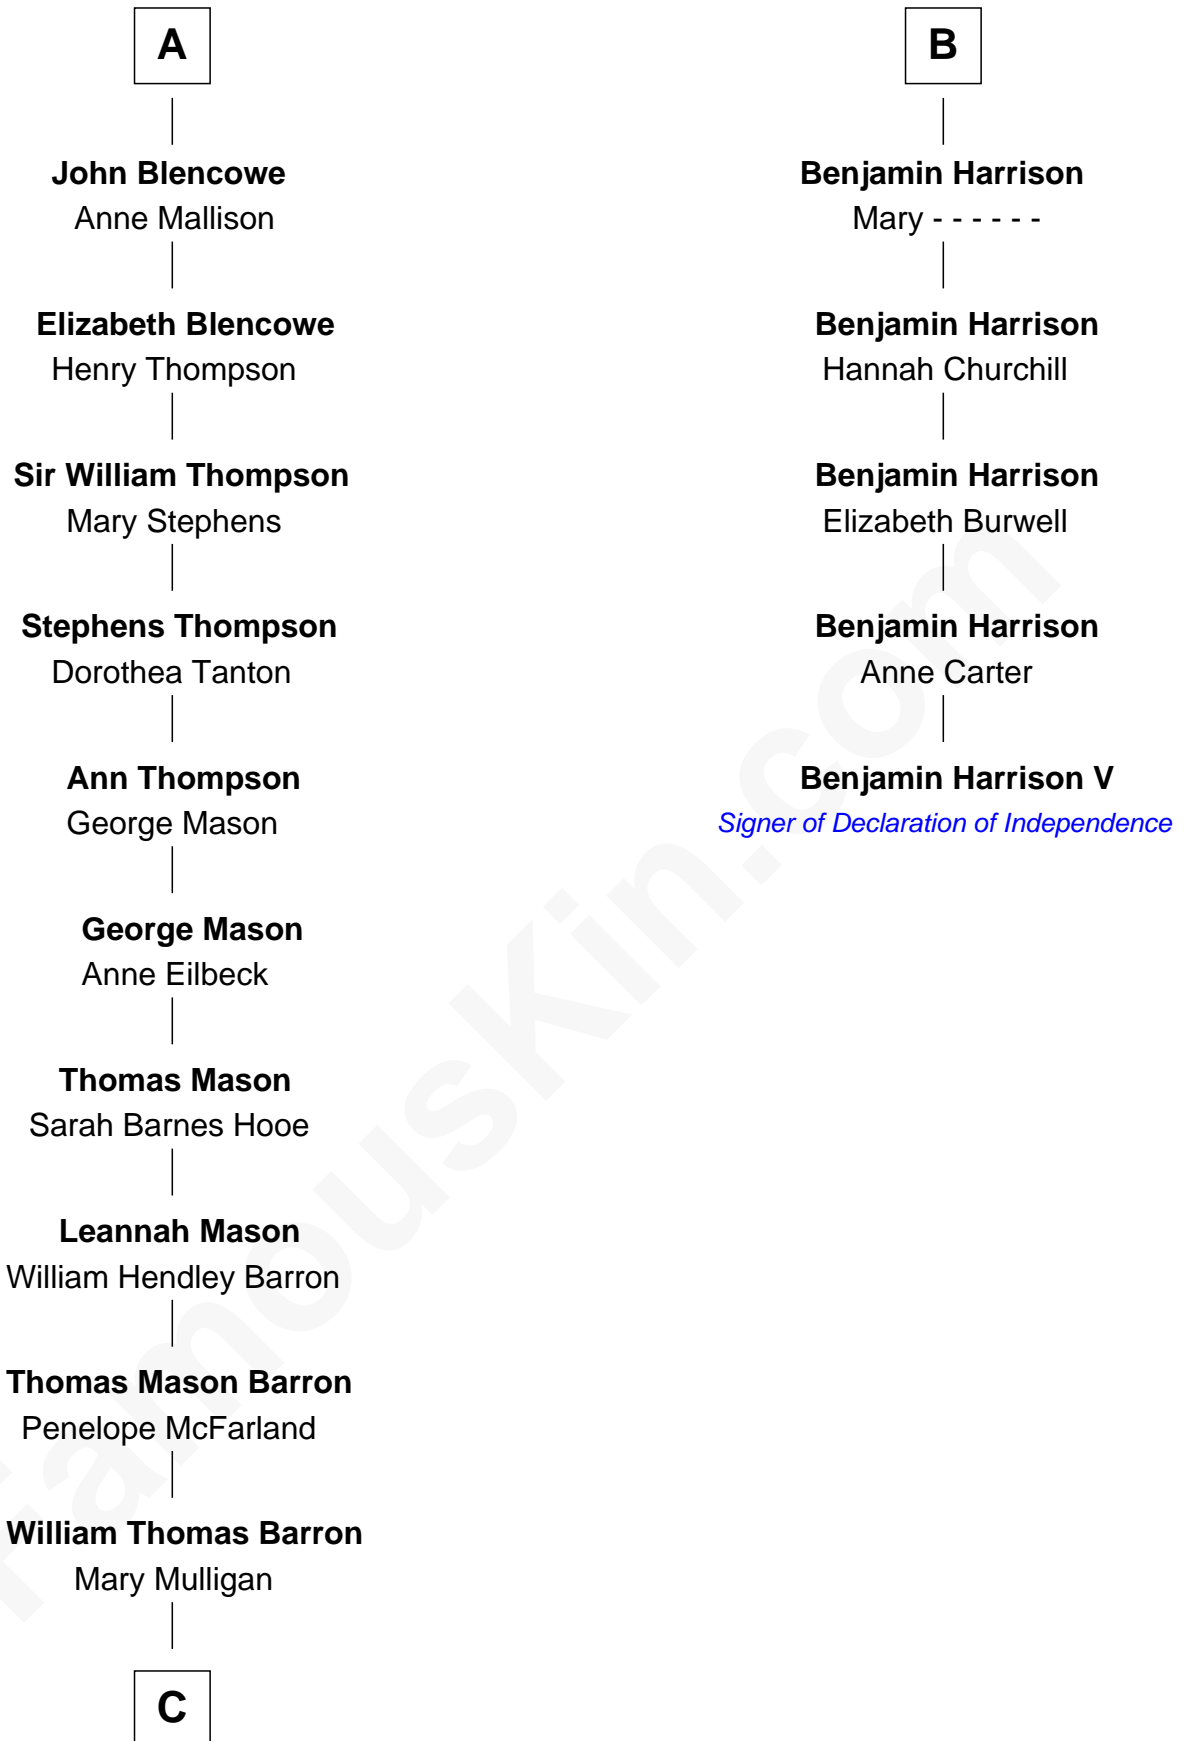 A
John Blencowe
Anne Mallison
Elizabeth Blencowe
Henry Thompson
Sir William Thompson
Mary Stephens
Stephens Thompson
Dorothea Tanton
Ann Thompson
George Mason
George Mason
Anne Eilbeck
Thomas Mason
Sarah Barnes Hooe
Leannah Mason
William Hendley Barron
Thomas Mason Barron
Penelope McFarland
William Thomas Barron
Mary Mulligan
C
B
Benjamin Harrison
Mary - - - - - -
Benjamin Harrison
Hannah Churchill
Benjamin Harrison
Elizabeth Burwell
Benjamin Harrison
Anne Carter
Benjamin Harrison V
Signer of Declaration of Independence
FamousKin.com